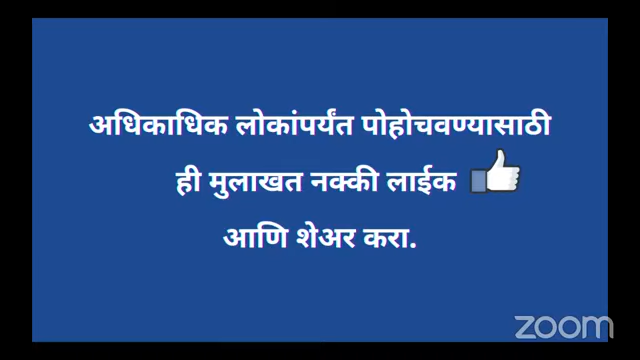 अधिकाधिक लोकांपर्यंत पोहोचवण्यासाठी
ही मुलाखत नक्की लाईक
आणि शेअर करा.
zoom